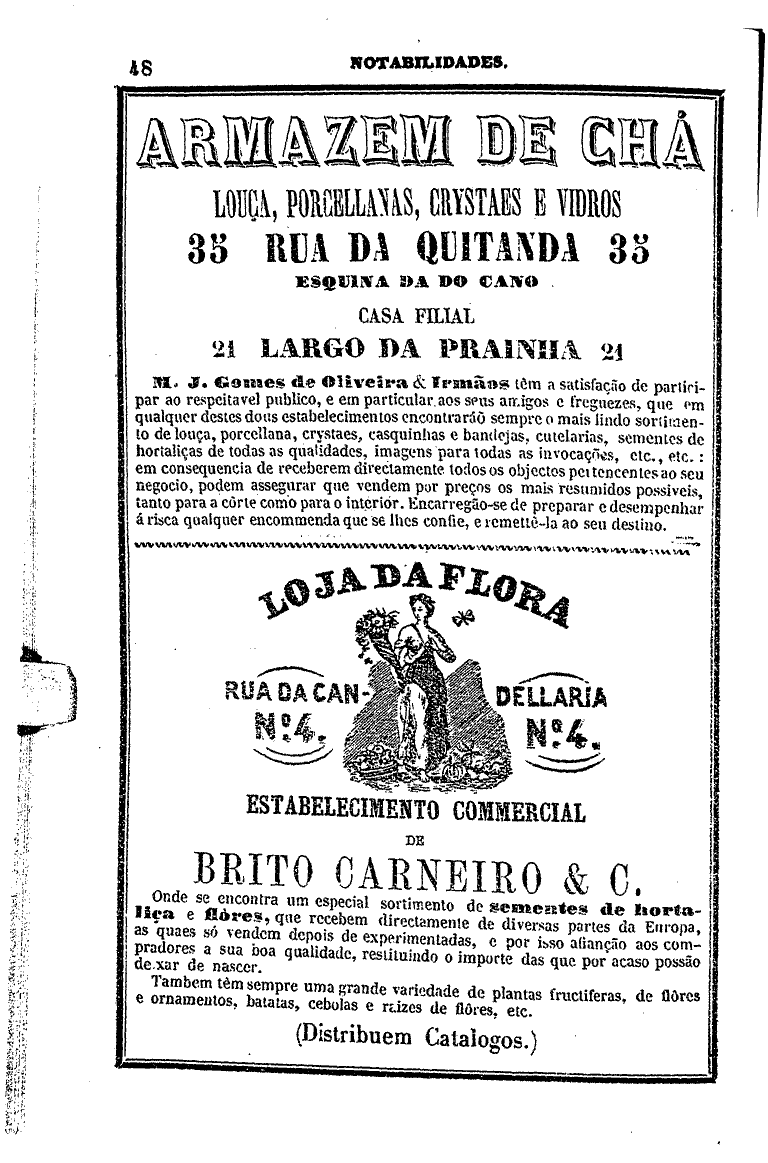 48
NOTABILIDADES.
ARMAZEM DE CHÁ
LOUÇA, PORCELLANAS, CRYSTAES E VIDROS
35 RUA DA QUITANDA 35
ESQUINA DA DO CANO
CASA FILIAL
21 LARGO DA PRAINHA 21
M. J. Gomes de Oliveira & Irmãos têm a satisfação de partici-
par ao respeitavel publico, e em particular aos seus amigos e freguezes, que em
qualquer destes dous estabelecimentos encontraráõ sempre o mais lindo sortimen-
to de louça, porcellana, crystaes, casquinhas e bandejas, cutelarias, sementes de
hortaliças de todas as qualidades, imagens para todas as invocações, etc., etc. :
em consequencia de receberem directamente todos os objectos pertencentes ao seu
negocio, podem assegurar que vendem por preços os mais resumidos possiveis,
tanto para a côrte como para o interior. Encarregão-se de preparar e desempenhar
á risca qualquer encommenda que se lhes confie, e remettê-la ao seu destino.
LOJA DA FLORA
RUA DA CAN-DELLARIA
Nº 4. Nº 4.
ESTABELECIMENTO COMMERCIAL
DE
BRITO CARNEIRO & C.
Onde se encontra um especial sortimento de sementes de horta-
liça e flôres, que recebem directamente de diversas partes da Europa,
as quaes só vendem depois de experimentadas, e por isso afianção aos com-
pradores a sua boa qualidade, restituindo o importe das que por acaso possão
deixar de nascer.
Tambem têm sempre uma grande variedade de plantas fructiferas, de flôres
e ornamentos, batatas, cebolas e raizes de flôres, etc.
(Distribuem Catalogos.)